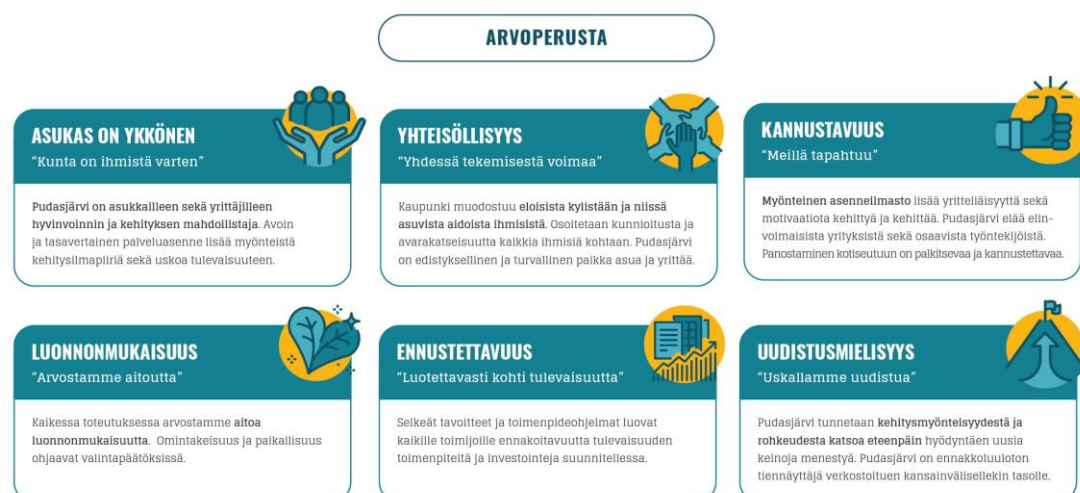 ARVOPERUSTA
ASUKAS ON YKKÖNEN
“Kunta on ihmistä varten”
Pudasjärvi on asukkailleen sekä yrittäjilleen
hyvinvoinnin ja kehityksen mahdollistaja. Avoin
ja tasavertainen palveluasenne lisää myönteistä
kehitysilmapiiriä sekä uskoa tulevaisuuteen.
YHTEISÖLLISYYS
“Yhdessä tekemisestä voimaa”
Kaupunki muodostuu eloisista kylistään ja niissä
asuvista aidoista ihmisistä. Osoitetaan kunnioitusta ja
avarakatseisuutta kaikkia ihmisiä kohtaan. Pudasjärvi
on edistyksellinen ja turvallinen paikka asua ja yrittää.
KANNUSTAVUUS
“Meillä tapahtuu”
Myönteinen asenneilmasto lisää yritteliäisyyttä sekä
motivaatiota kehittyä ja kehittää. Pudasjärvi elää elin-
voimaisista yrityksistä sekä osaavista työntekijöistä.
Panostaminen kotiseutuun on palkitsevaa ja kannustettavaa.
LUONNONMUKAISUUS
“Arvostamme aitoutta”
Kaikessa toteutuksessa arvostamme aitoa
luonnonmukaisuutta. Omintakeisuus ja paikallisuus
ohjaavat valintapäätöksissä.
ENNUSTETTAVUUS
“Luotettavasti kohti tulevaisuutta”
Selkeät tavoitteet ja toimenpideohjelmat luovat
kaikille toimijoille ennakoitavuutta tulevaisuuden
toimenpiteitä ja investointeja suunnitellessa.
UUDISTUSMIELISYYS
“Uskallamme uudistua”
Pudasjärvi tunnetaan kehitysmyönteisyydestä ja
rohkeudesta katsoa eteenpäin hyödyntäen uusia
keinoja menestyä. Pudasjärvi on ennakkoluuloton
tiennäyttäjä verkostoituen kansainvälisellekin tasolle.